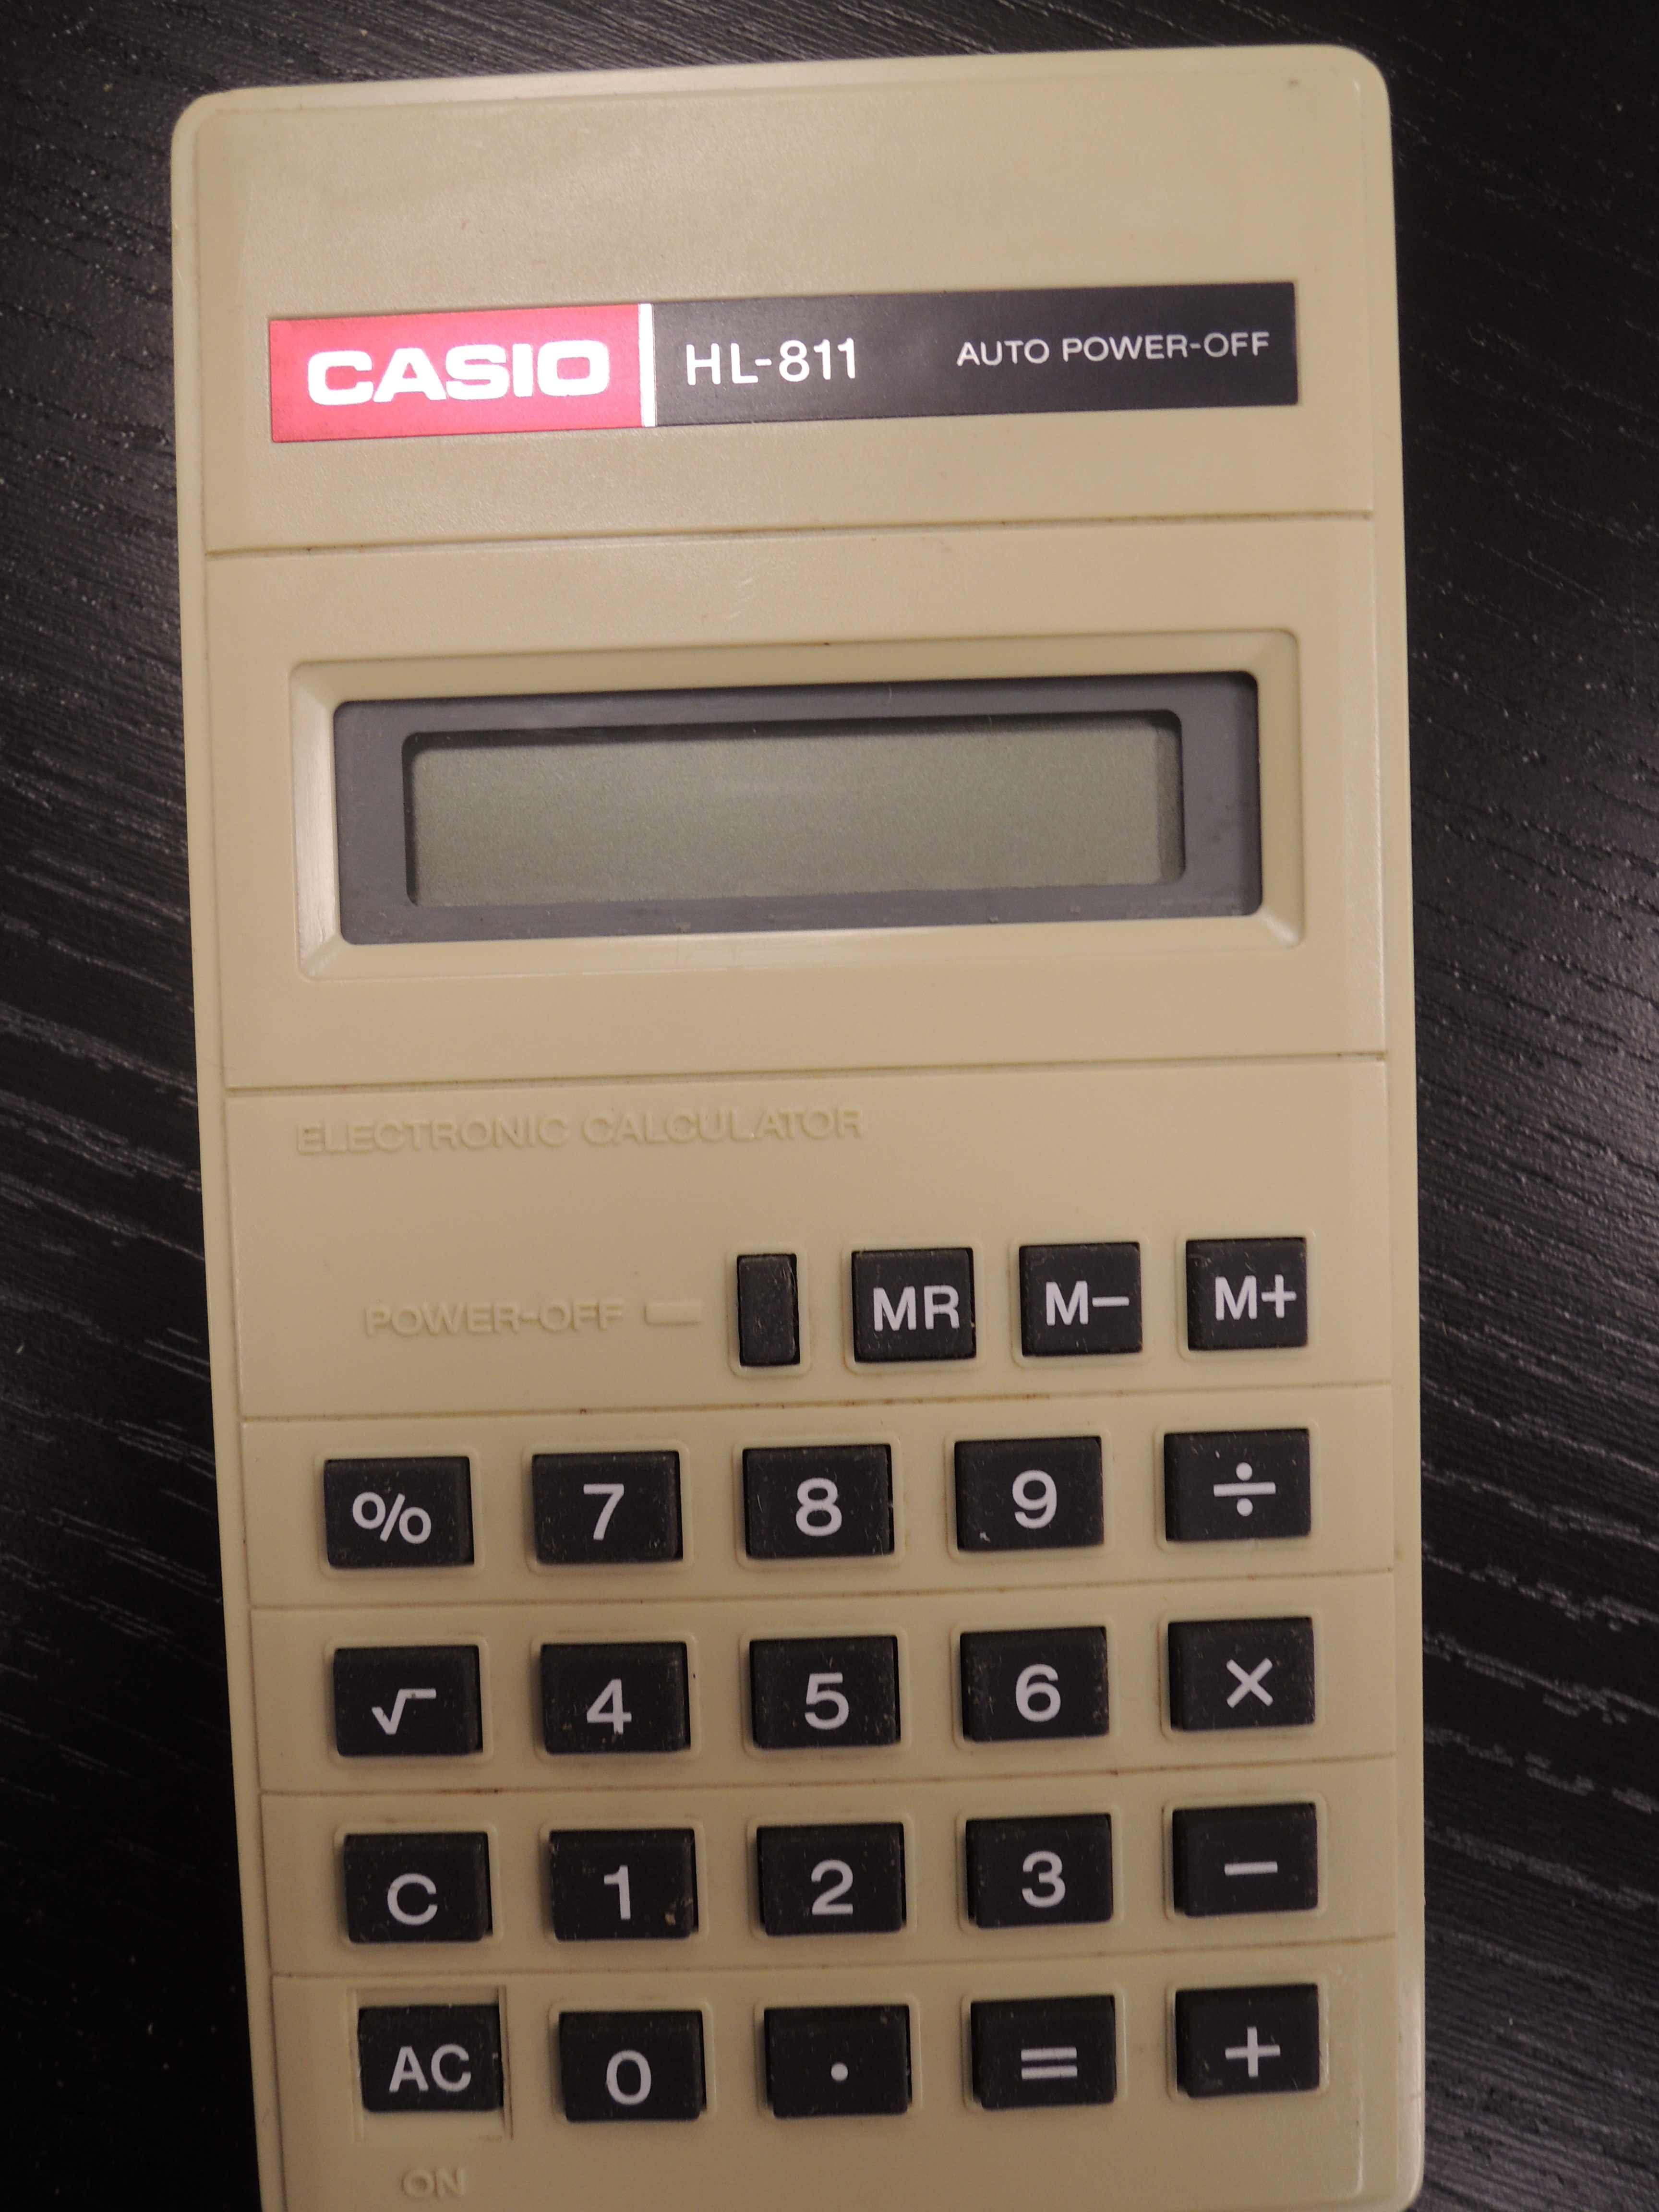 CASIO HL-811 AUTO POWER-OFF
ELECTRONIC CALCULATOR
POWER-OFF MR M− M+
% 7 8 9 ÷
√ 4 5 6 ×
C 1 2 3 −
AC 0 . = +
ON